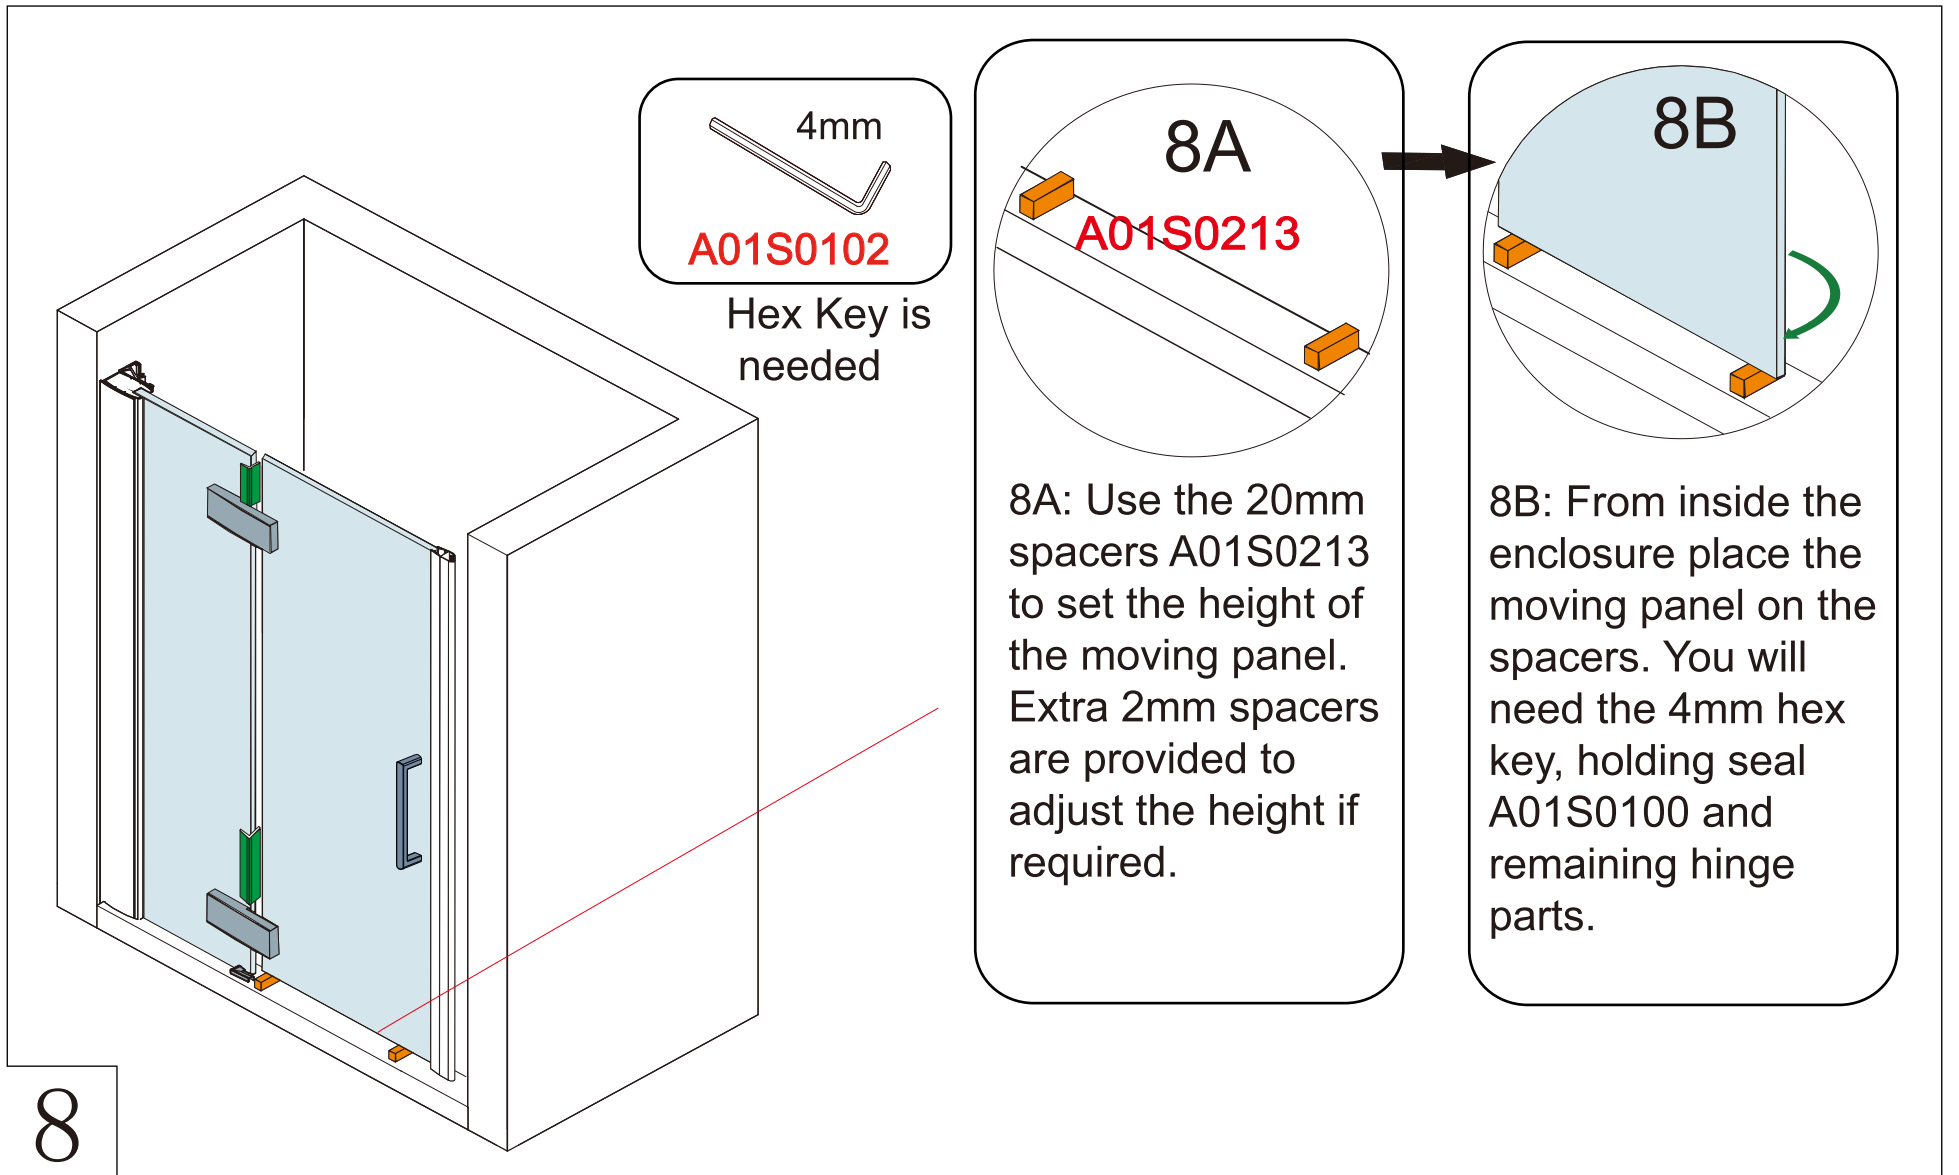 4mm
A01S0102
Hex Key is
needed
8A
A01S0213
8A: Use the 20mm
spacers A01S0213
to set the height of
the moving panel.
Extra 2mm spacers
are provided to
adjust the height if
required.
8B
8B: From inside the
enclosure place the
moving panel on the
spacers. You will
need the 4mm hex
key, holding seal
A01S0100 and
remaining hinge
parts.
8